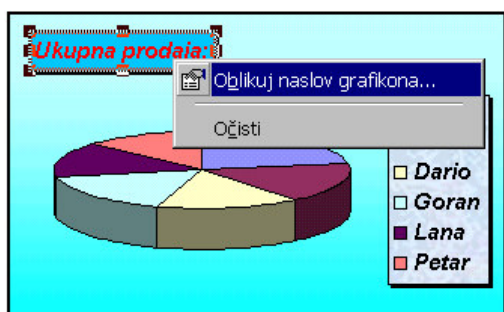 Ukupna prodaja:
Oblikuj naslov grafikona...
Očisti
Dario
Goran
Lana
Petar